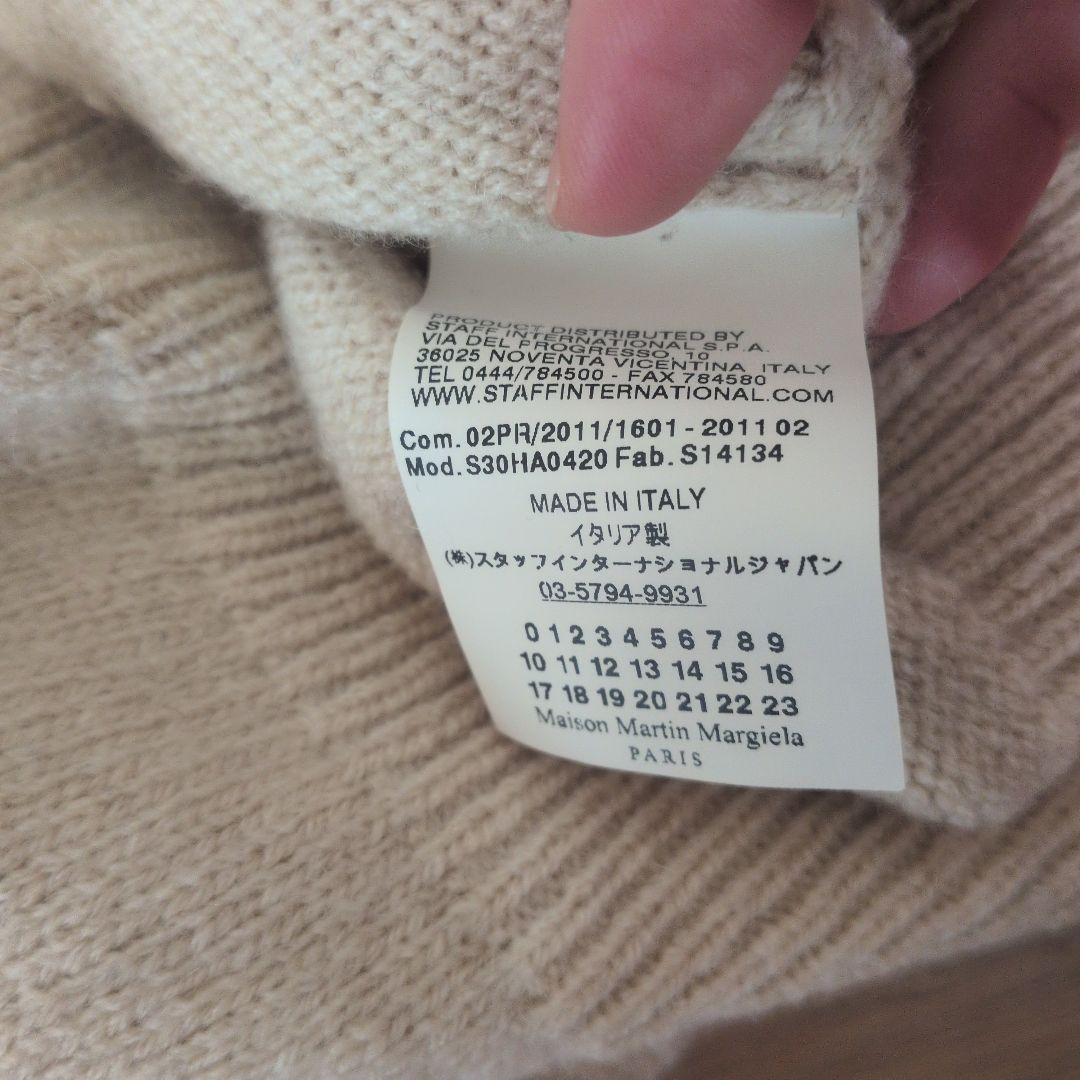 PRODUCT DISTRIBUTED BY
STAFF INTERNATIONAL S.P.A.
VIA DEL PROGRESSO, 10
36025 NOVENTA VICENTINA ITALY
TEL 0444/784500 - FAX 784580
WWW.STAFFINTERNATIONAL.COM
Com. 02PR/2011/1601 - 2011 02
Mod. S30HA0420 Fab. S14134
MADE IN ITALY
イタリア製
(株)スタッフインターナショナルジャパン
03-5794-9931
0 1 2 3 4 5 6 7 8 9
10 11 12 13 14 15 16
17 18 19 20 21 22 23
Maison Martin Margiela
PARIS